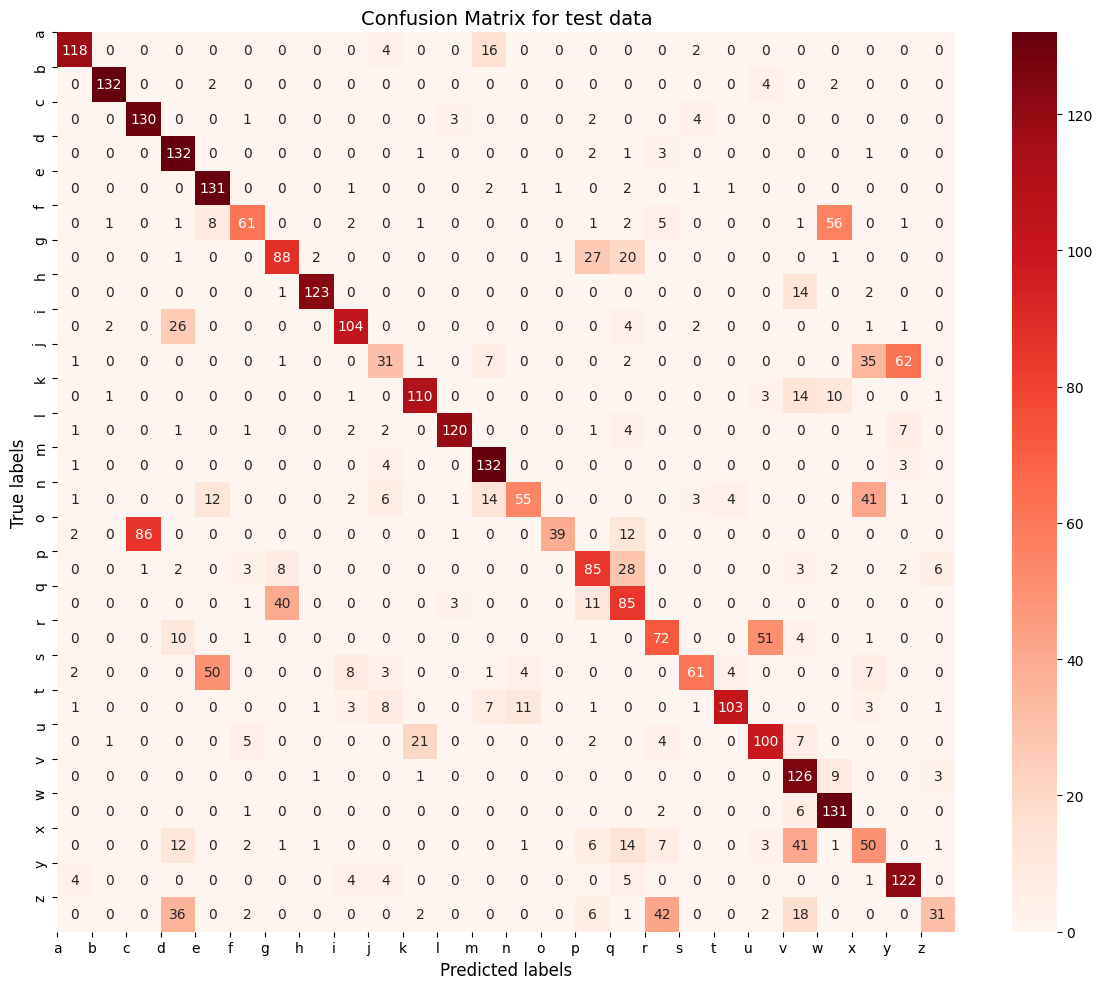 Confusion Matrix for test data
a 118 0 0 0 0 0 0 0 0 4 0 0 16 0 0 0 0 0 2 0 0 0 0 0 0 0
b 0 132 0 0 2 0 0 0 0 0 0 0 0 0 0 0 0 0 0 0 4 0 2 0 0 0
c 0 0 130 0 0 1 0 0 0 0 0 3 0 0 0 2 0 0 4 0 0 0 0 0 0 0
d 0 0 0 132 0 0 0 0 0 0 1 0 0 0 0 2 1 3 0 0 0 0 0 1 0 0
e 0 0 0 0 131 0 0 0 1 0 0 0 2 1 1 0 2 0 1 1 0 0 0 0 0 0
f 0 1 0 1 8 61 0 0 2 0 1 0 0 0 0 1 2 5 0 0 0 1 56 0 1 0
g 0 0 0 1 0 0 88 2 0 0 0 0 0 0 1 27 20 0 0 0 0 0 1 0 0 0
h 0 0 0 0 0 0 1 123 0 0 0 0 0 0 0 0 0 0 0 0 0 14 0 2 0 0
i 0 2 0 26 0 0 0 0 104 0 0 0 0 0 0 0 4 0 2 0 0 0 0 1 1 0
j 1 0 0 0 0 0 1 0 0 31 1 0 7 0 0 0 2 0 0 0 0 0 0 35 62 0
k 0 1 0 0 0 0 0 0 1 0 110 0 0 0 0 0 0 0 0 0 3 14 10 0 0 1
l 1 0 0 1 0 1 0 0 2 2 0 120 0 0 0 1 4 0 0 0 0 0 0 1 7 0
m 1 0 0 0 0 0 0 0 0 4 0 0 132 0 0 0 0 0 0 0 0 0 0 0 3 0
n 1 0 0 0 12 0 0 0 2 6 0 1 14 55 0 0 0 0 3 4 0 0 0 41 1 0
o 2 0 86 0 0 0 0 0 0 0 0 1 0 0 39 0 12 0 0 0 0 0 0 0 0 0
p 0 0 1 2 0 3 8 0 0 0 0 0 0 0 0 85 28 0 0 0 0 3 2 0 2 6
q 0 0 0 0 0 1 40 0 0 0 0 3 0 0 0 11 85 0 0 0 0 0 0 0 0 0
r 0 0 0 10 0 1 0 0 0 0 0 0 0 0 0 1 0 72 0 0 51 4 0 1 0 0
s 2 0 0 0 50 0 0 0 8 3 0 0 1 4 0 0 0 0 61 4 0 0 0 7 0 0
t 1 0 0 0 0 0 0 1 3 8 0 0 7 11 0 1 0 0 1 103 0 0 0 3 0 1
u 0 1 0 0 0 5 0 0 0 0 21 0 0 0 0 2 0 4 0 0 100 7 0 0 0 0
v 0 0 0 0 0 0 0 1 0 0 1 0 0 0 0 0 0 0 0 0 0 126 9 0 0 3
w 0 0 0 0 0 1 0 0 0 0 0 0 0 0 0 0 0 2 0 0 0 6 131 0 0 0
x 0 0 0 12 0 2 1 1 0 0 0 0 0 1 0 6 14 7 0 0 3 41 1 50 0 1
y 4 0 0 0 0 0 0 0 4 4 0 0 0 0 0 0 5 0 0 0 0 0 0 1 122 0
z 0 0 0 36 0 2 0 0 0 0 2 0 0 0 0 6 1 42 0 0 2 18 0 0 0 31
a b c d e f g h i j k l m n o p q r s t u v w x y z
Predicted labels
True labels
120
100
80
60
40
20
0